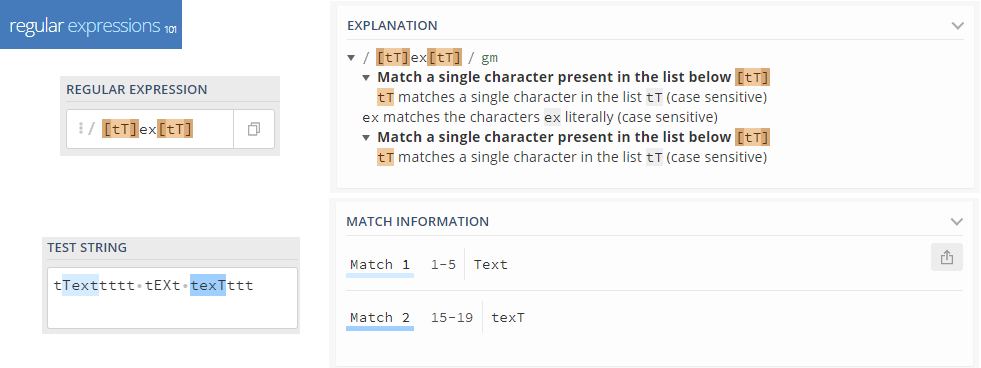 regular expressions 101
REGULAR EXPRESSION
⋮ / [tT]ex[tT]
TEST STRING
tTexttttt·tEXt·texTttt
EXPLANATION
▼ / [tT]ex[tT] / gm
▼ Match a single character present in the list below [tT]
tT matches a single character in the list tT (case sensitive)
ex matches the characters ex literally (case sensitive)
▼ Match a single character present in the list below [tT]
tT matches a single character in the list tT (case sensitive)
MATCH INFORMATION
Match 1 1-5 Text
Match 2 15-19 texT